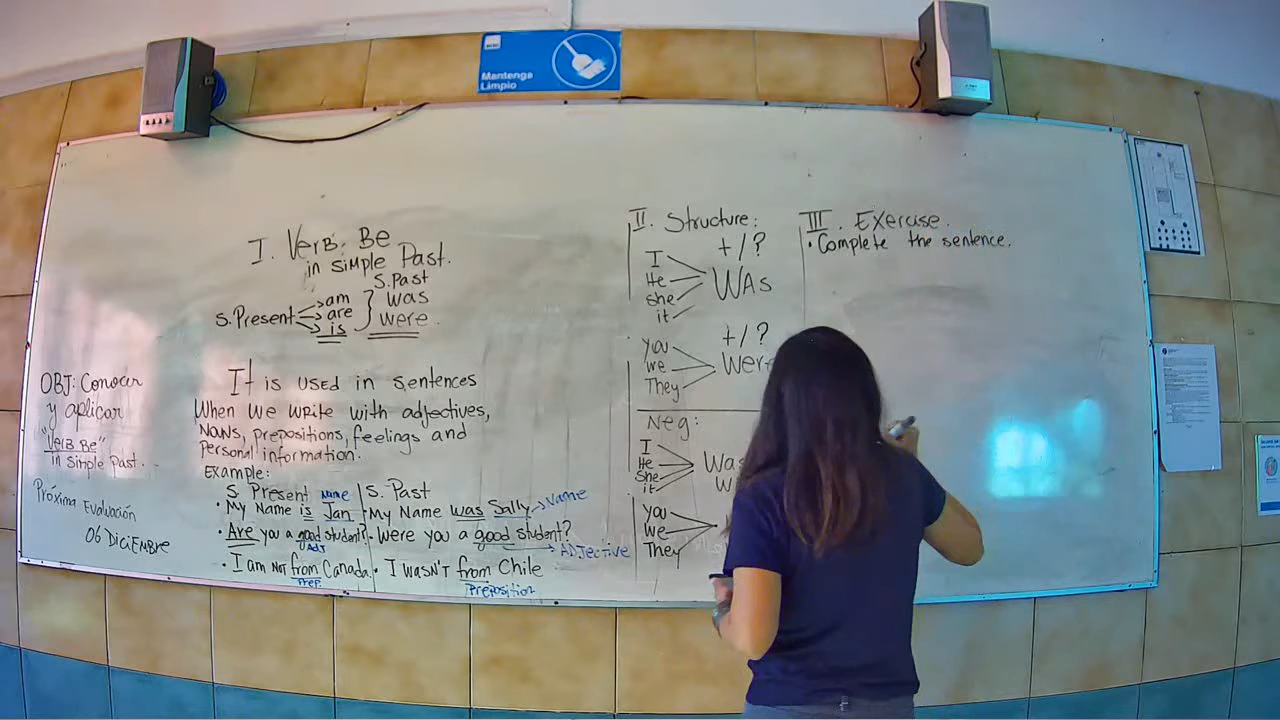 Mantenga
Limpio
I. Verb. Be
in simple Past.
S. Past
S. Present
am
are
is
was
were
OBJ: Conocer
y aplicar
"Verb Be"
in simple Past.
Próxima Evaluación
06 DiciEmbre
It is used in sentences
When we write with adjectives,
Nouns, prepositions, feelings and
personal information.
Example:
S. Present
Name
• My Name is Jan
• Are you a good student?
ADJ
• I am Not from Canada.
Prep.
S. Past
• My Name was Sally → Name
• Were you a good student?
→ ADJective
• I wasn't from Chile
Preposition
II. Structure:
+ / ?
I
He
She
it
WAs
+ / ?
you
we
They
Neg:
I
He
She
it
you
we
They
III. Exercise.
• Complete the sentence.